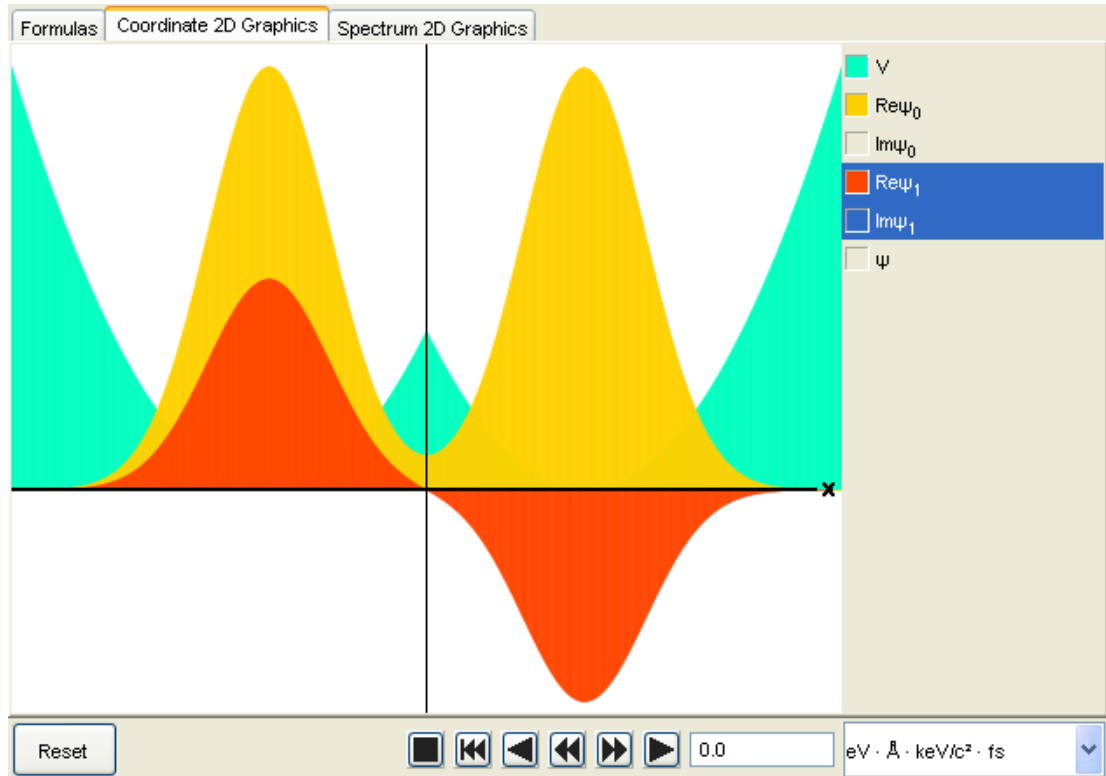 Formulas Coordinate 2D Graphics Spectrum 2D Graphics
V
Reψ₀
Imψ₀
Reψ₁
Imψ₁
ψ
x
Reset 0.0 eV · Å · keV/c² · fs